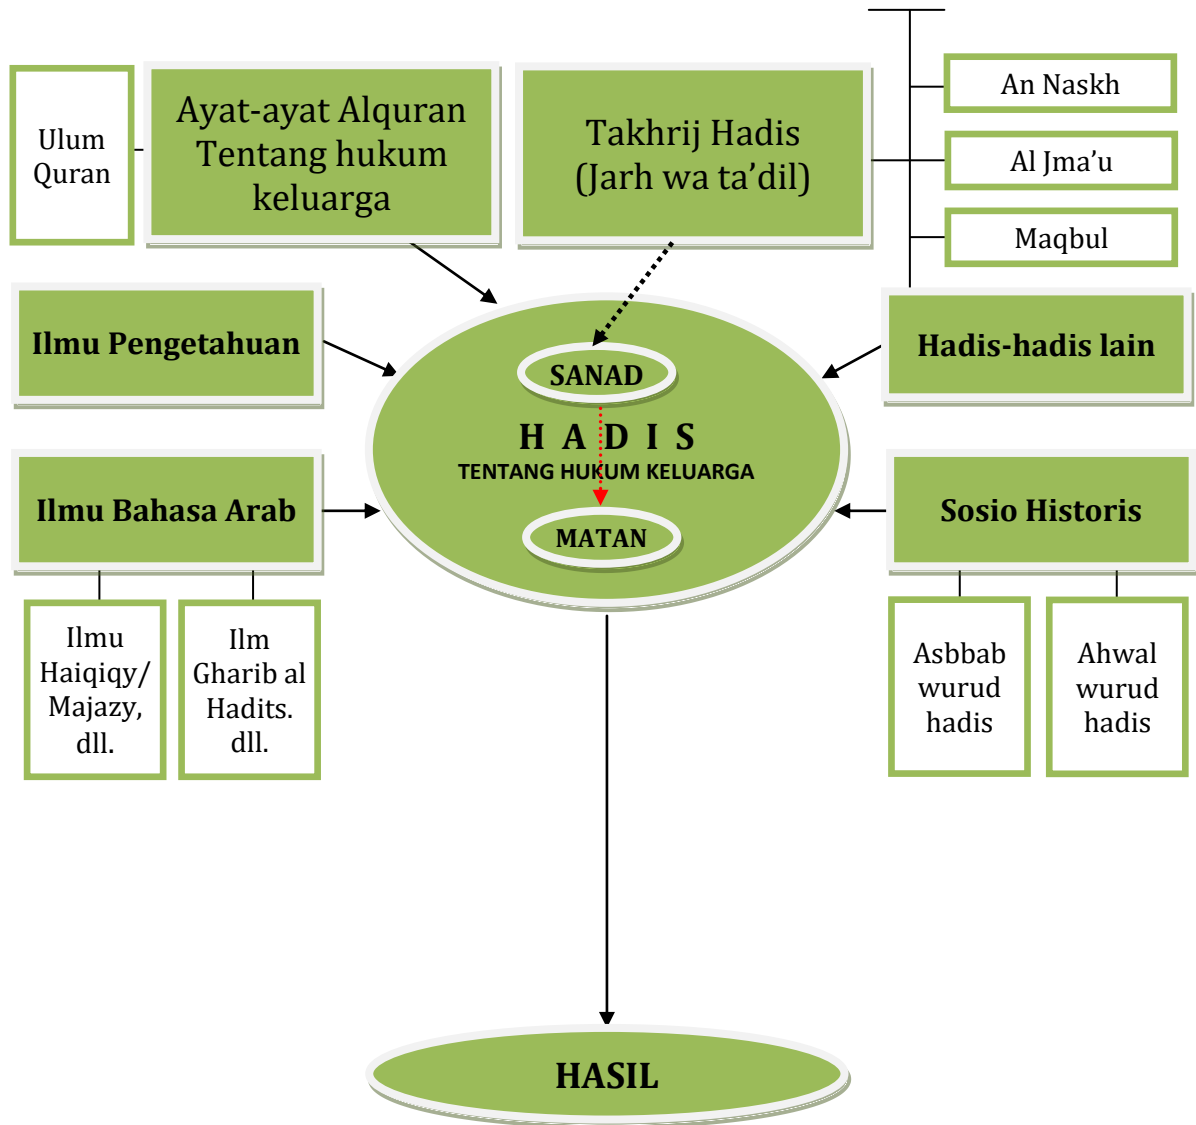 Ulum
Quran
Ayat-ayat Alquran
Tentang hukum
keluarga
Takhrij Hadis
(Jarh wa ta’dil)
An Naskh
Al Jma’u
Maqbul
Ilmu Pengetahuan
SANAD
H A D I S
TENTANG HUKUM KELUARGA
MATAN
Hadis-hadis lain
Ilmu Bahasa Arab
Sosio Historis
Ilmu
Haiqiqy/
Majazy,
dll.
Ilm
Gharib al
Hadits.
dll.
Asbbab
wurud
hadis
Ahwal
wurud
hadis
HASIL